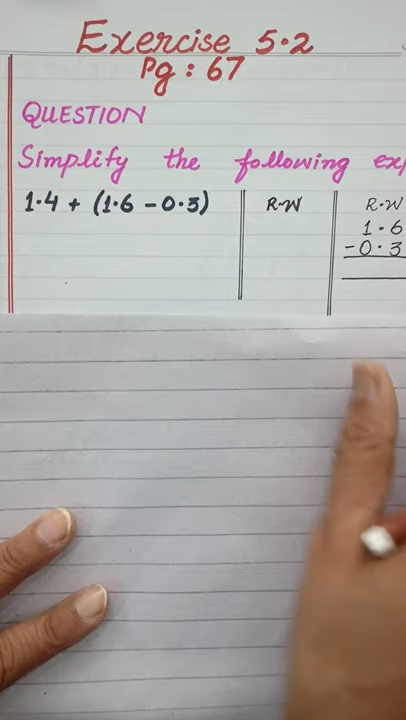 Exercise 5.2
Pg : 67
QUESTION
Simplify the following
1.4 + (1.6 - 0.3)
R.W
R.W
1.6
- 0.3